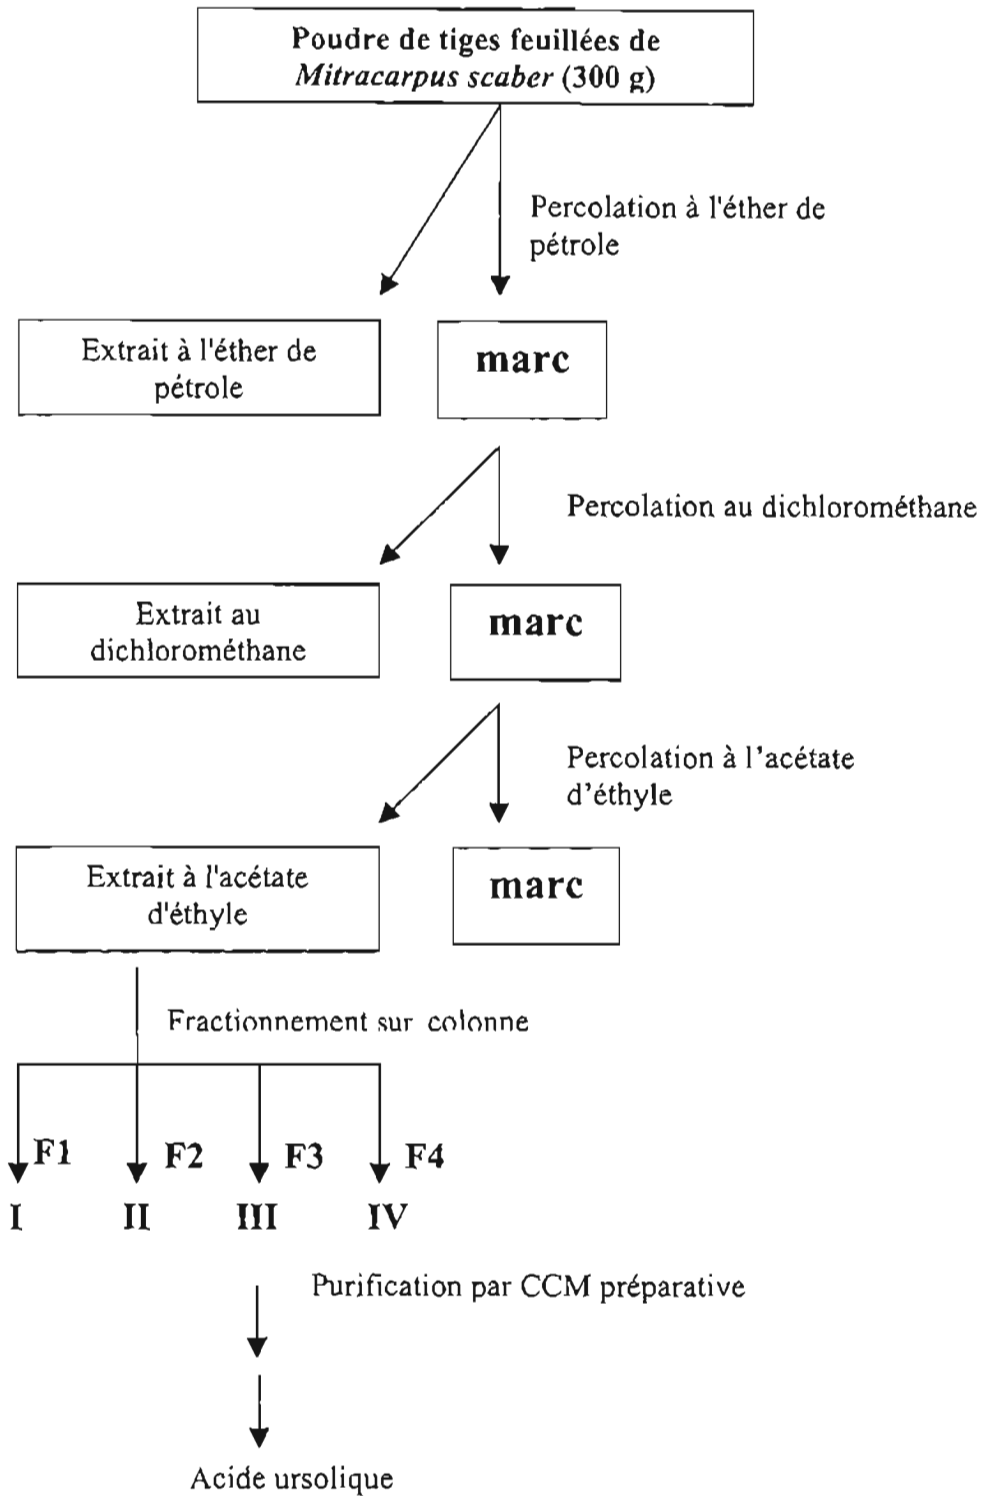 Poudre de tiges feuillées de
Mitracarpus scaber (300 g)
Percolation à l'éther de
pétrole
Extrait à l'éther de
pétrole
marc
Percolation au dichlorométhane
Extrait au
dichlorométhane
marc
Percolation à l’acétate
d’éthyle
Extrait à l'acétate
d'éthyle
marc
Fractionnement sur colonne
F1 F2 F3 F4
I II III IV
Purification par CCM préparative
Acide ursolique